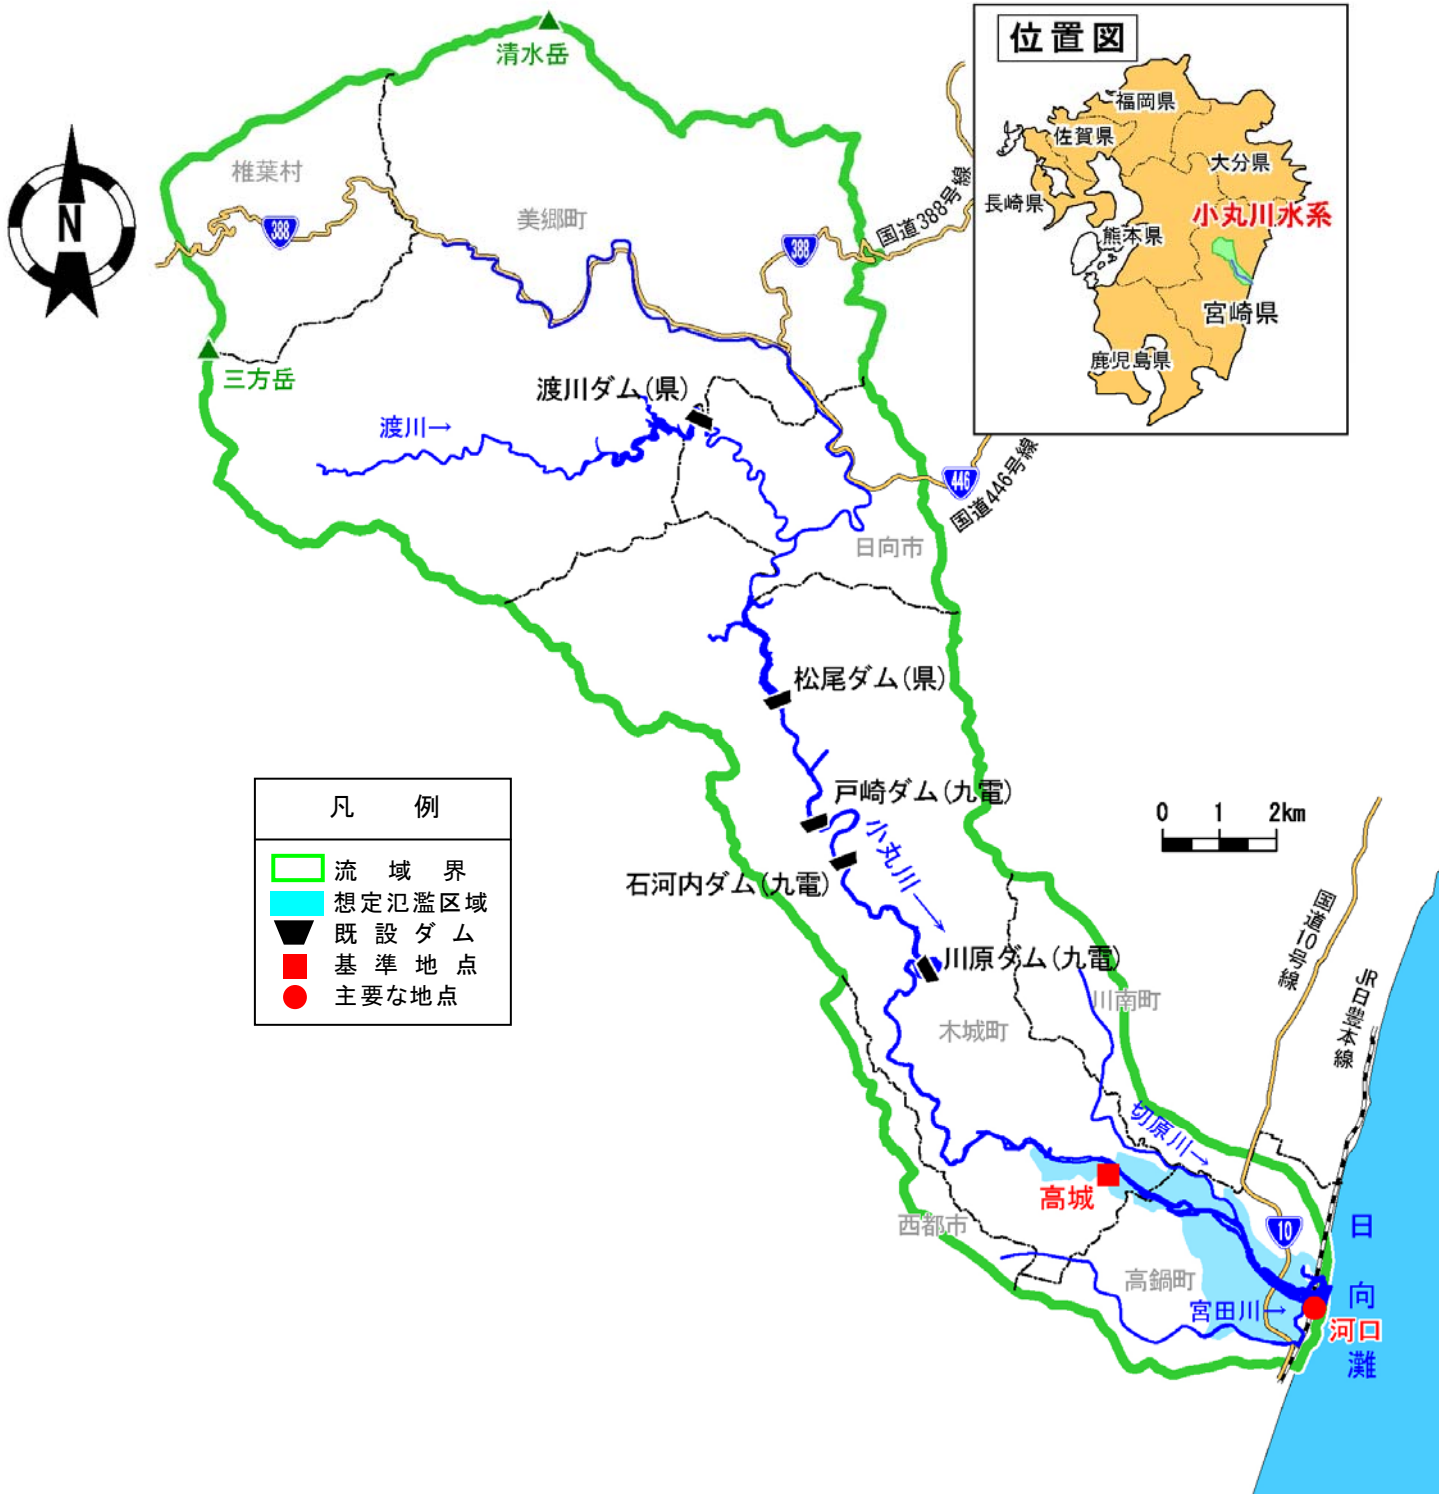 清水岳
椎葉村
N
388
美郷町
388
国道388号線
三方岳
渡川ダム(県)
渡川→
446
国道446号線
日向市
松尾ダム(県)
戸崎ダム(九電)
小丸川→
石河内ダム(九電)
川原ダム(九電)
川南町
木城町
切原川→
高城
西都市
高鍋町
宮田川→
10
河口
日向灘
国道10号線
JR日豊本線
0 1 2km
位置図
福岡県
佐賀県
大分県
長崎県
小丸川水系
熊本県
宮崎県
鹿児島県
凡 例
流 域 界
想定氾濫区域
既 設 ダ ム
基 準 地 点
主要な地点